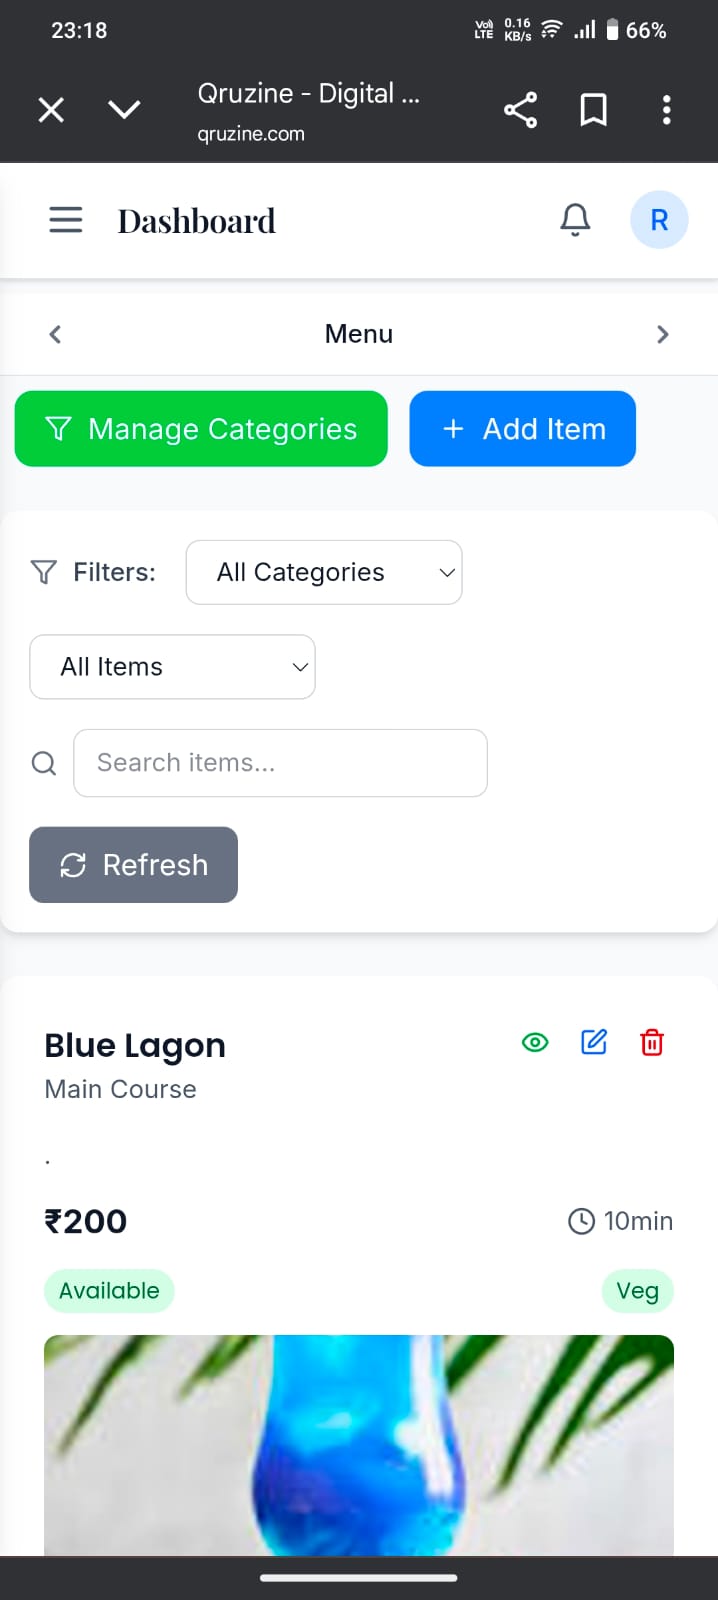 23:18
Vo) LTE 0.16 KB/s 66%
Qruzine - Digital ...
qruzine.com
Dashboard
R
Menu
Manage Categories
+ Add Item
Filters:
All Categories
All Items
Search items...
Refresh
Blue Lagon
Main Course
.
₹200
10min
Available
Veg